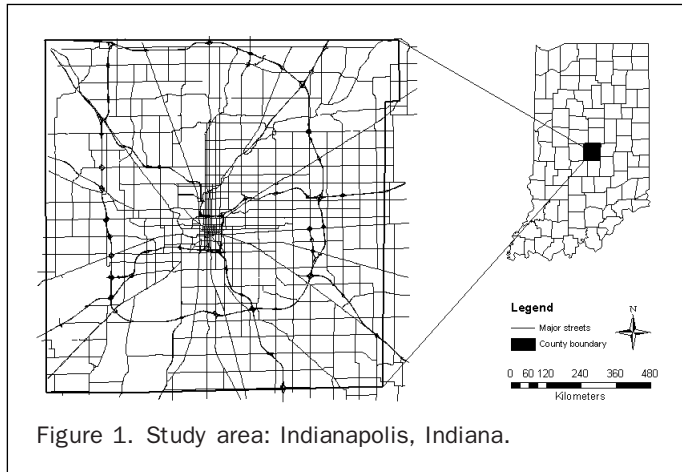 Legend
N
Major streets
County boundary
0 60 120 240 360 480
Kilometers
Figure 1. Study area: Indianapolis, Indiana.